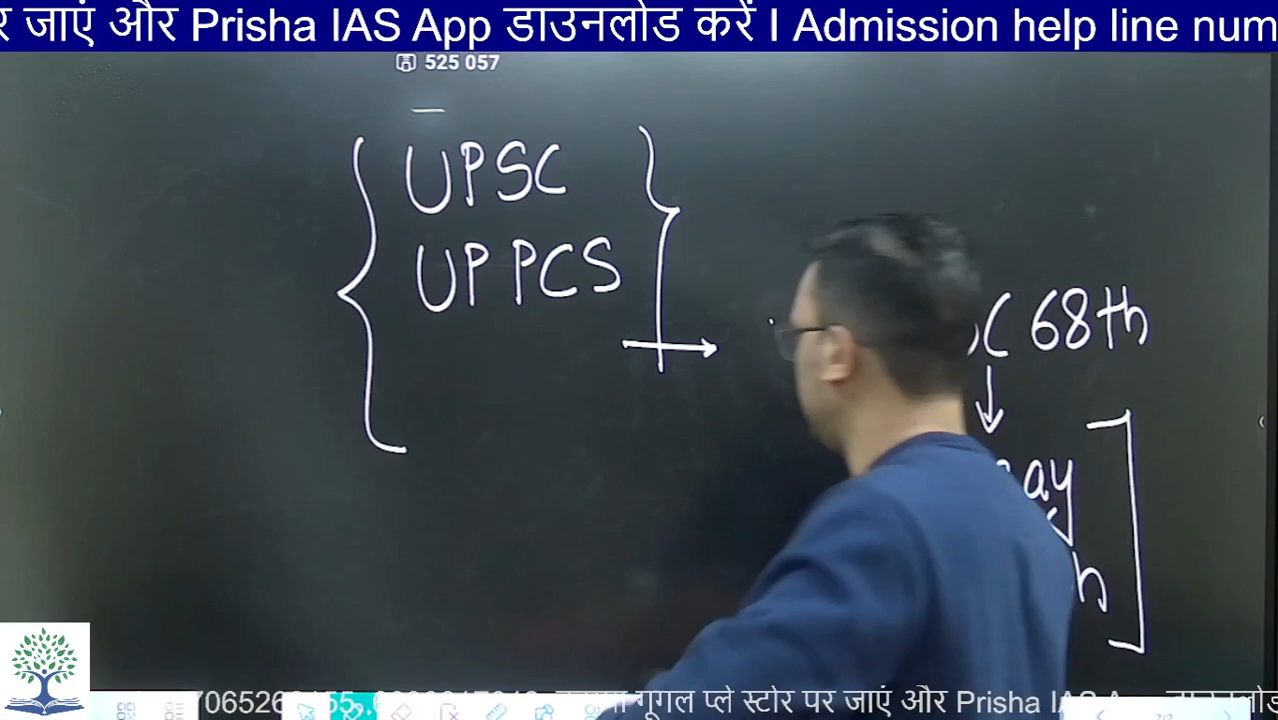 र जाएं और Prisha IAS App डाउनलोड करें I Admission help line num
525 057
UPSC
UPPCS
C 68th
ay
h
गूगल प्ले स्टोर पर जाएं और Prisha डाउनलोड